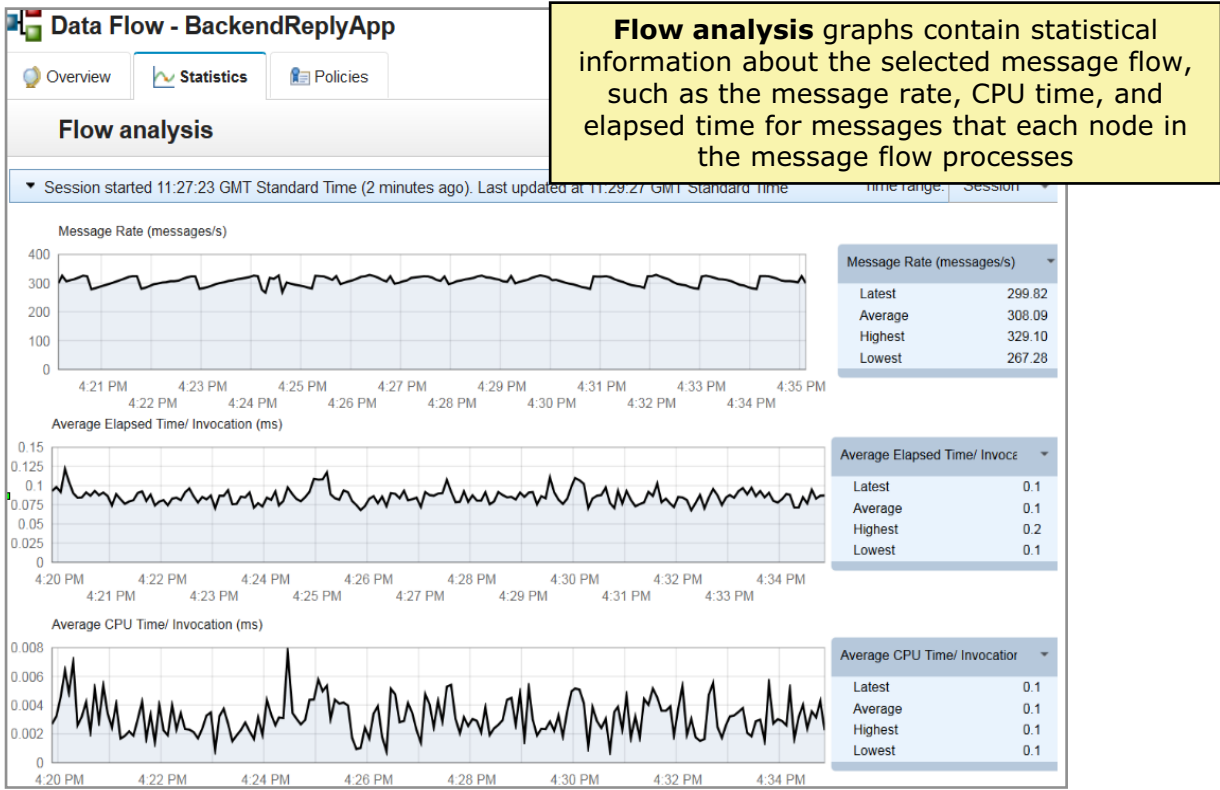 Data Flow - BackendReplyApp
Flow analysis graphs contain statistical
information about the selected message flow,
such as the message rate, CPU time, and
elapsed time for messages that each node in
the message flow processes
Overview
Statistics
Policies
Flow analysis
Session started 11:27:23 GMT Standard Time (2 minutes ago). Last updated at 11:29:27 GMT Standard Time
Time range: Session
Message Rate (messages/s)
400
300
200
100
0
4:21 PM 4:23 PM 4:25 PM 4:27 PM 4:29 PM 4:31 PM 4:33 PM 4:35 PM
4:22 PM 4:24 PM 4:26 PM 4:28 PM 4:30 PM 4:32 PM 4:34 PM
Message Rate (messages/s)
Latest 299.82
Average 308.09
Highest 329.10
Lowest 267.28
Average Elapsed Time/ Invocation (ms)
0.15
0.125
0.1
0.075
0.05
0.025
0
4:20 PM 4:22 PM 4:24 PM 4:26 PM 4:28 PM 4:30 PM 4:32 PM 4:34 PM
4:21 PM 4:23 PM 4:25 PM 4:27 PM 4:29 PM 4:31 PM 4:33 PM
Average Elapsed Time/ Invoca
Latest 0.1
Average 0.1
Highest 0.2
Lowest 0.1
Average CPU Time/ Invocation (ms)
0.008
0.006
0.004
0.002
0
4:20 PM 4:22 PM 4:24 PM 4:26 PM 4:28 PM 4:30 PM 4:32 PM 4:34 PM
Average CPU Time/ Invocation
Latest 0.1
Average 0.1
Highest 0.1
Lowest 0.1